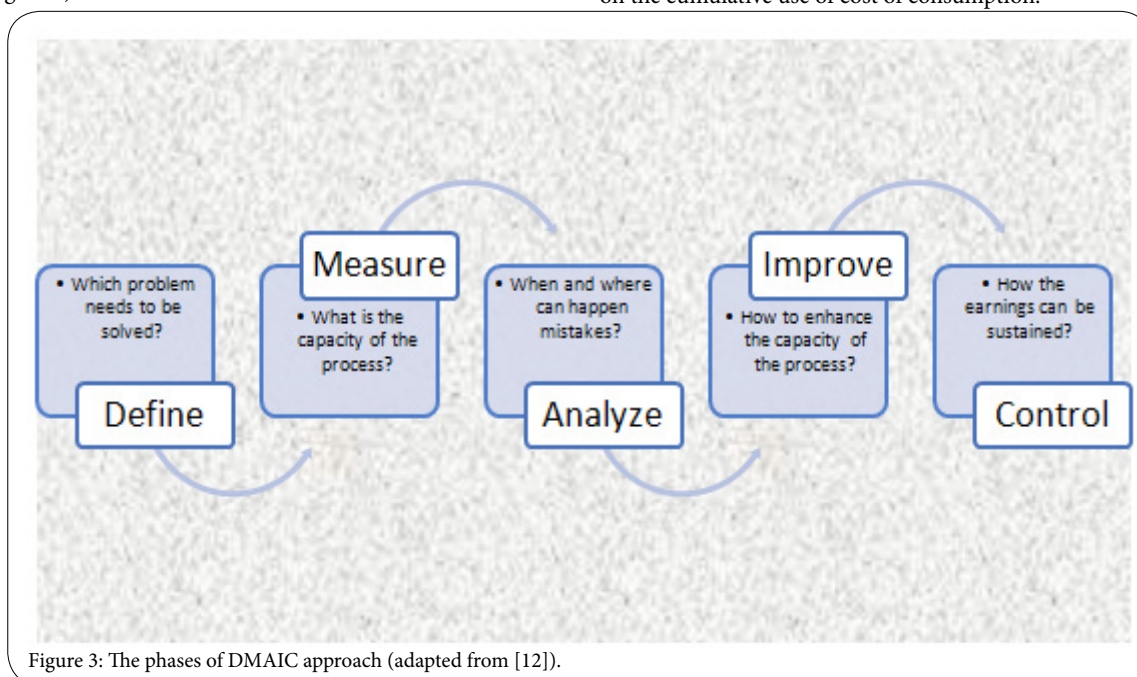 on the cumulative use of cost of consumption.
• Which problem
needs to be
solved?
Define
Measure
• What is the
capacity of the
process?
• When and where
can happen
mistakes?
Analyze
Improve
• How to enhance
the capacity of
the process?
• How the
earnings can be
sustained?
Control
Figure 3: The phases of DMAIC approach (adapted from [12]).